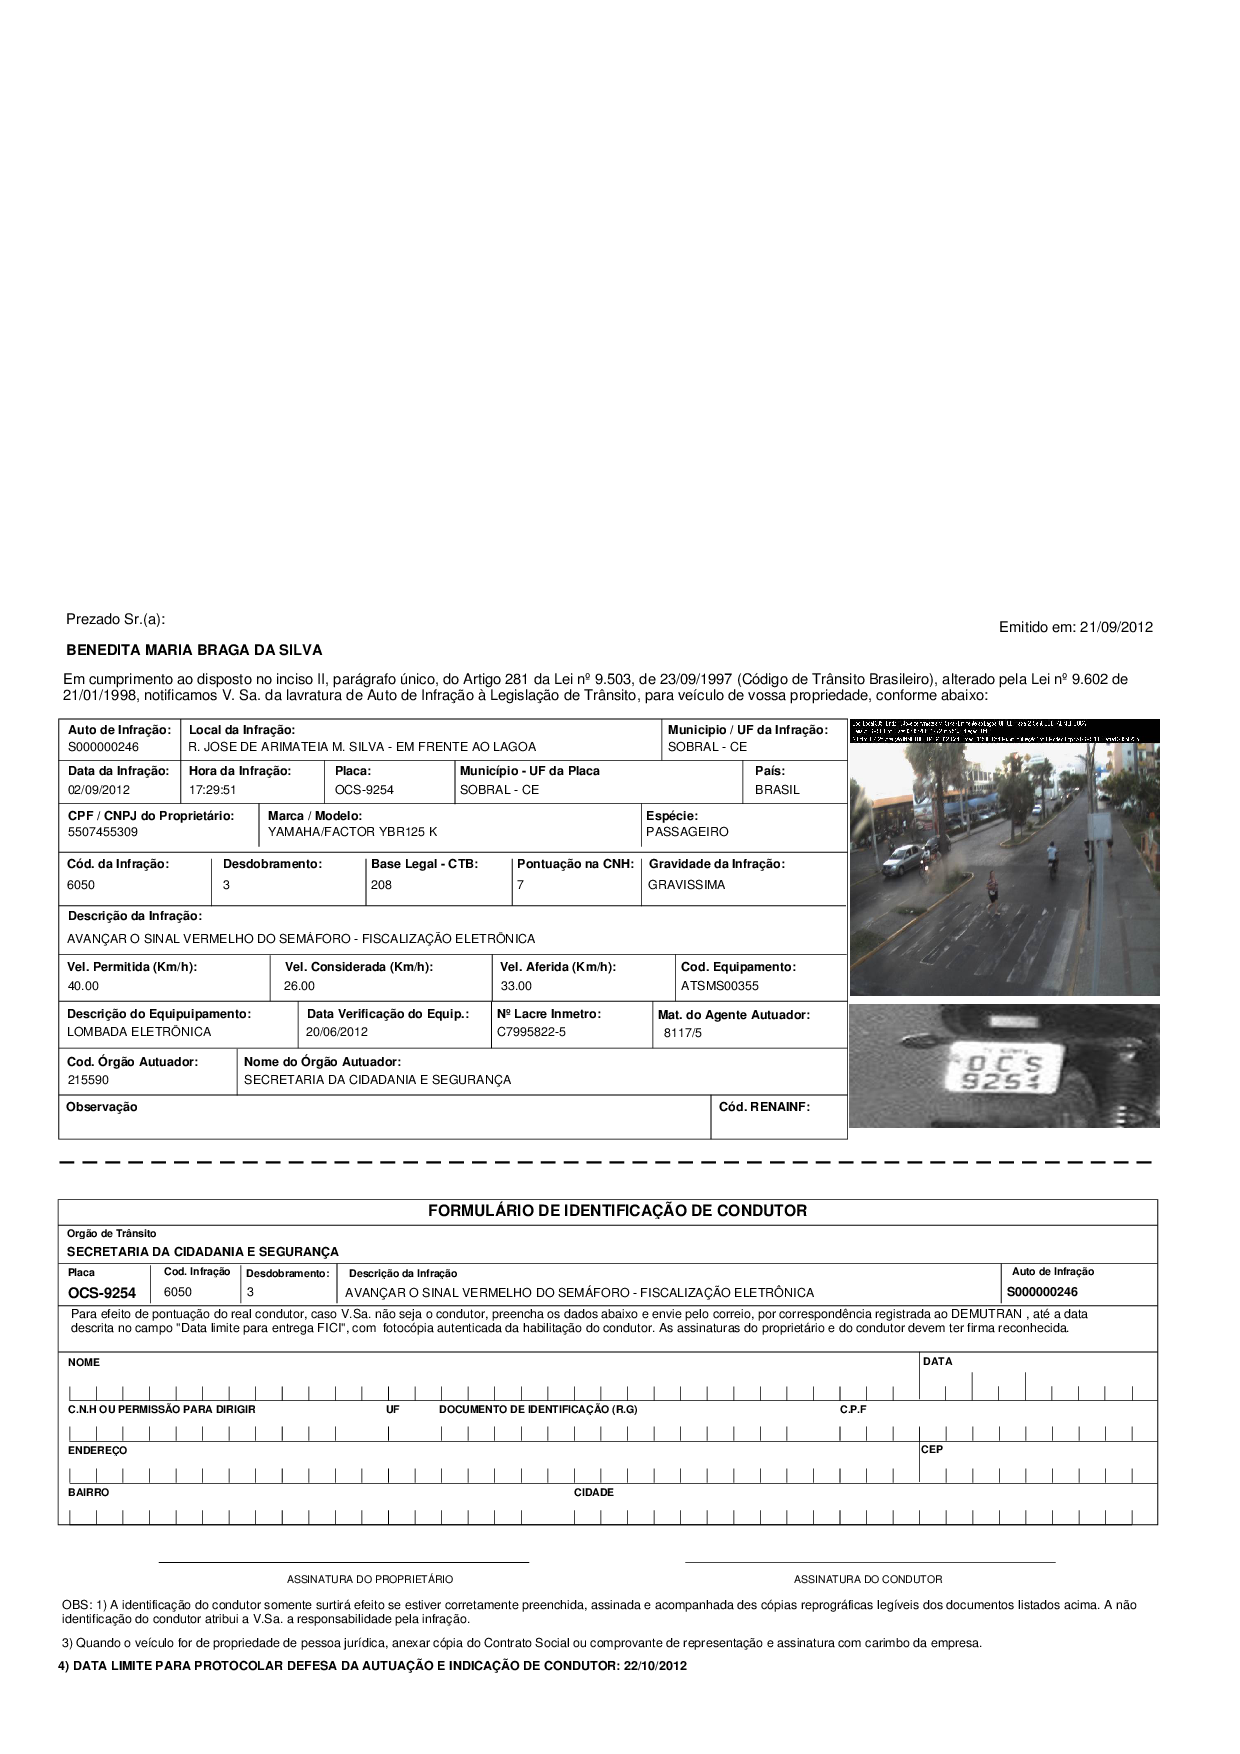 Prezado Sr.(a):
Emitido em: 21/09/2012
BENEDITA MARIA BRAGA DA SILVA
Em cumprimento ao disposto no inciso II, parágrafo único, do Artigo 281 da Lei nº 9.503, de 23/09/1997 (Código de Trânsito Brasileiro), alterado pela Lei nº 9.602 de
21/01/1998, notificamos V. Sa. da lavratura de Auto de Infração à Legislação de Trânsito, para veículo de vossa propriedade, conforme abaixo:
Auto de Infração: Local da Infração: Municipio / UF da Infração:
S000000246 R. JOSE DE ARIMATEIA M. SILVA - EM FRENTE AO LAGOA SOBRAL - CE
Data da Infração: Hora da Infração: Placa: Município - UF da Placa País:
02/09/2012 17:29:51 OCS-9254 SOBRAL - CE BRASIL
CPF / CNPJ do Proprietário: Marca / Modelo: Espécie:
5507455309 YAMAHA/FACTOR YBR125 K PASSAGEIRO
Cód. da Infração: Desdobramento: Base Legal - CTB: Pontuação na CNH: Gravidade da Infração:
6050 3 208 7 GRAVISSIMA
Descrição da Infração:
AVANÇAR O SINAL VERMELHO DO SEMÁFORO - FISCALIZAÇÃO ELETRÔNICA
Vel. Permitida (Km/h): Vel. Considerada (Km/h): Vel. Aferida (Km/h): Cod. Equipamento:
40.00 26.00 33.00 ATSMS00355
Descrição do Equipuipamento: Data Verificação do Equip.: Nº Lacre Inmetro: Mat. do Agente Autuador:
LOMBADA ELETRÔNICA 20/06/2012 C7995822-5 8117/5
Cod. Órgão Autuador: Nome do Órgão Autuador:
215590 SECRETARIA DA CIDADANIA E SEGURANÇA
Observação Cód. RENAINF:
OCS
9254
FORMULÁRIO DE IDENTIFICAÇÃO DE CONDUTOR
Orgão de Trânsito
SECRETARIA DA CIDADANIA E SEGURANÇA
Placa Cod. Infração Desdobramento: Descrição da Infração Auto de Infração
OCS-9254 6050 3 AVANÇAR O SINAL VERMELHO DO SEMÁFORO - FISCALIZAÇÃO ELETRÔNICA S000000246
Para efeito de pontuação do real condutor, caso V.Sa. não seja o condutor, preencha os dados abaixo e envie pelo correio, por correspondência registrada ao DEMUTRAN , até a data
descrita no campo "Data limite para entrega FICI", com fotocópia autenticada da habilitação do condutor. As assinaturas do proprietário e do condutor devem ter firma reconhecida.
NOME DATA
C.N.H OU PERMISSÃO PARA DIRIGIR UF DOCUMENTO DE IDENTIFICAÇÃO (R.G) C.P.F
ENDEREÇO CEP
BAIRRO CIDADE
ASSINATURA DO PROPRIETÁRIO ASSINATURA DO CONDUTOR
OBS: 1) A identificação do condutor somente surtirá efeito se estiver corretamente preenchida, assinada e acompanhada des cópias reprográficas legíveis dos documentos listados acima. A não
identificação do condutor atribui a V.Sa. a responsabilidade pela infração.
3) Quando o veículo for de propriedade de pessoa jurídica, anexar cópia do Contrato Social ou comprovante de representação e assinatura com carimbo da empresa.
4) DATA LIMITE PARA PROTOCOLAR DEFESA DA AUTUAÇÃO E INDICAÇÃO DE CONDUTOR: 22/10/2012